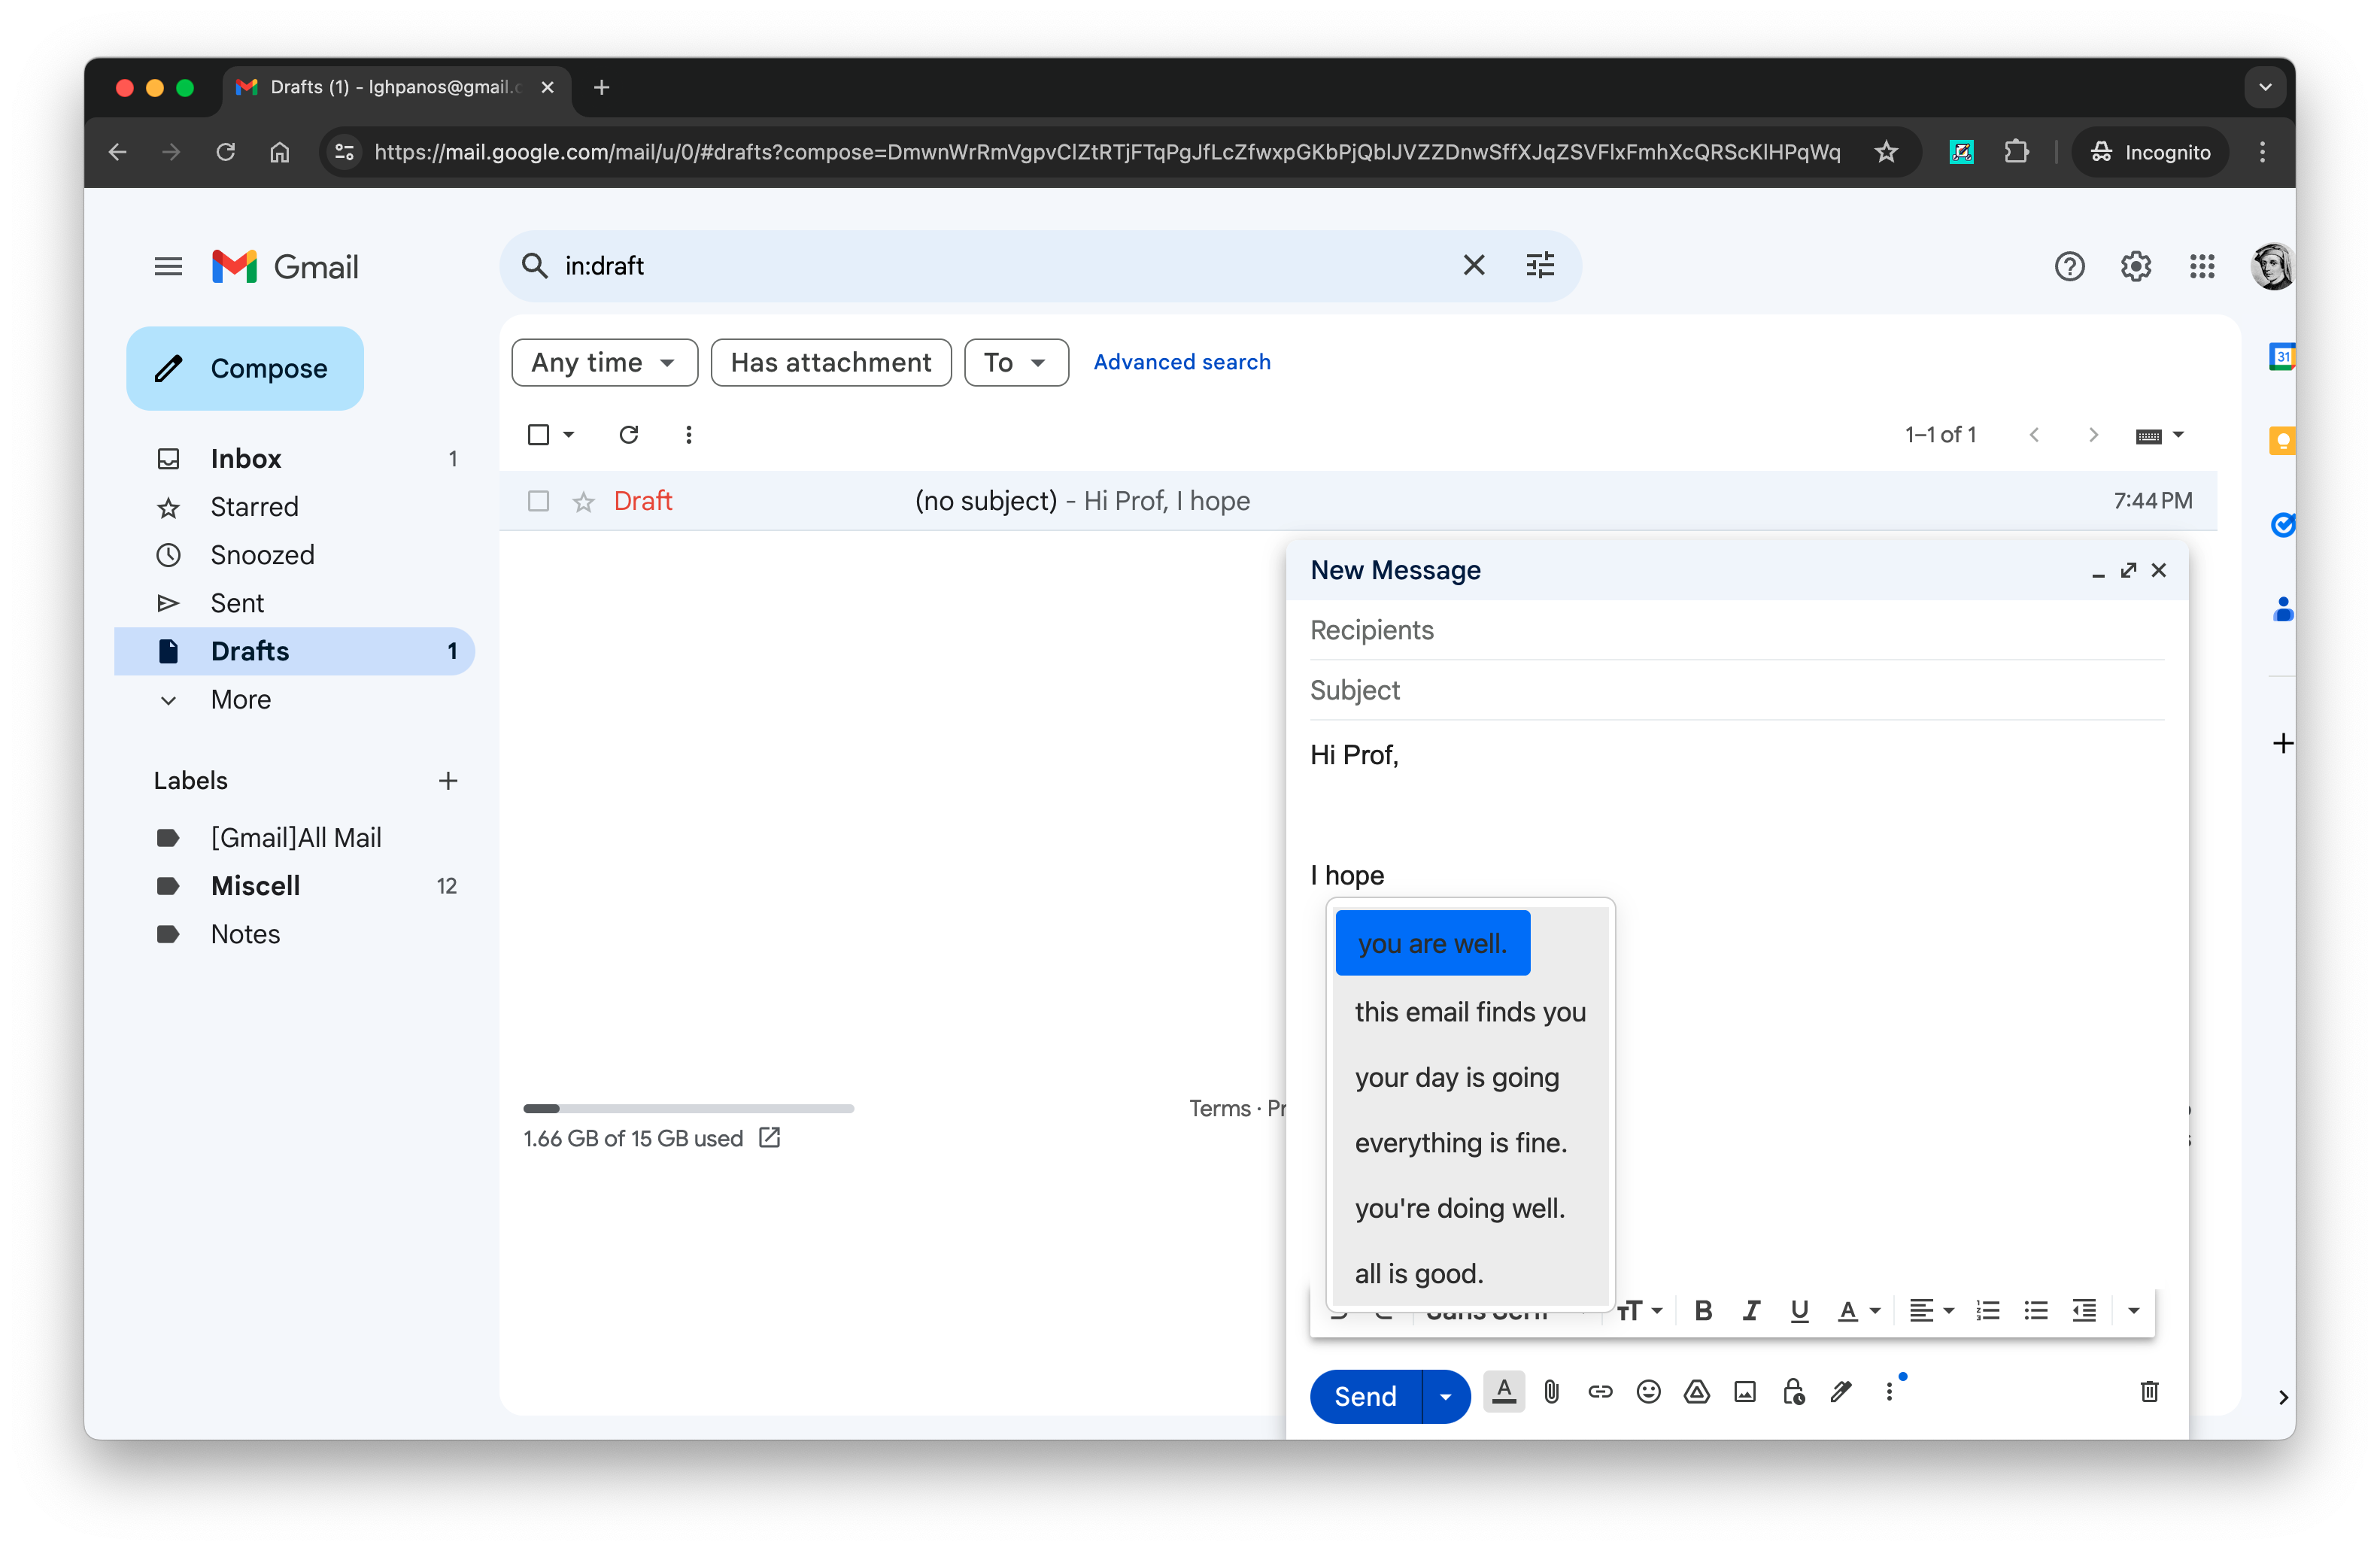 Drafts (1) - lghpanos@gmail.c
https://mail.google.com/mail/u/0/#drafts?compose=DmwnWrRmVgpvClZtRTjFTqPgJfLcZfwxpGKbPjQblJVZZDnwSffXJqZSVFlxFmhXcQRScKlHPqWq
Incognito
Gmail
in:draft
Compose
Any time
Has attachment
To
Advanced search
Inbox 1
Starred
Snoozed
Sent
Drafts 1
More
Labels
[Gmail]All Mail
Miscell 12
Notes
1–1 of 1
Draft (no subject) - Hi Prof, I hope 7:44 PM
31
New Message
Recipients
Subject
Hi Prof,
I hope
you are well.
this email finds you
your day is going
everything is fine.
you're doing well.
all is good.
Terms · Pr
1.66 GB of 15 GB used
Send